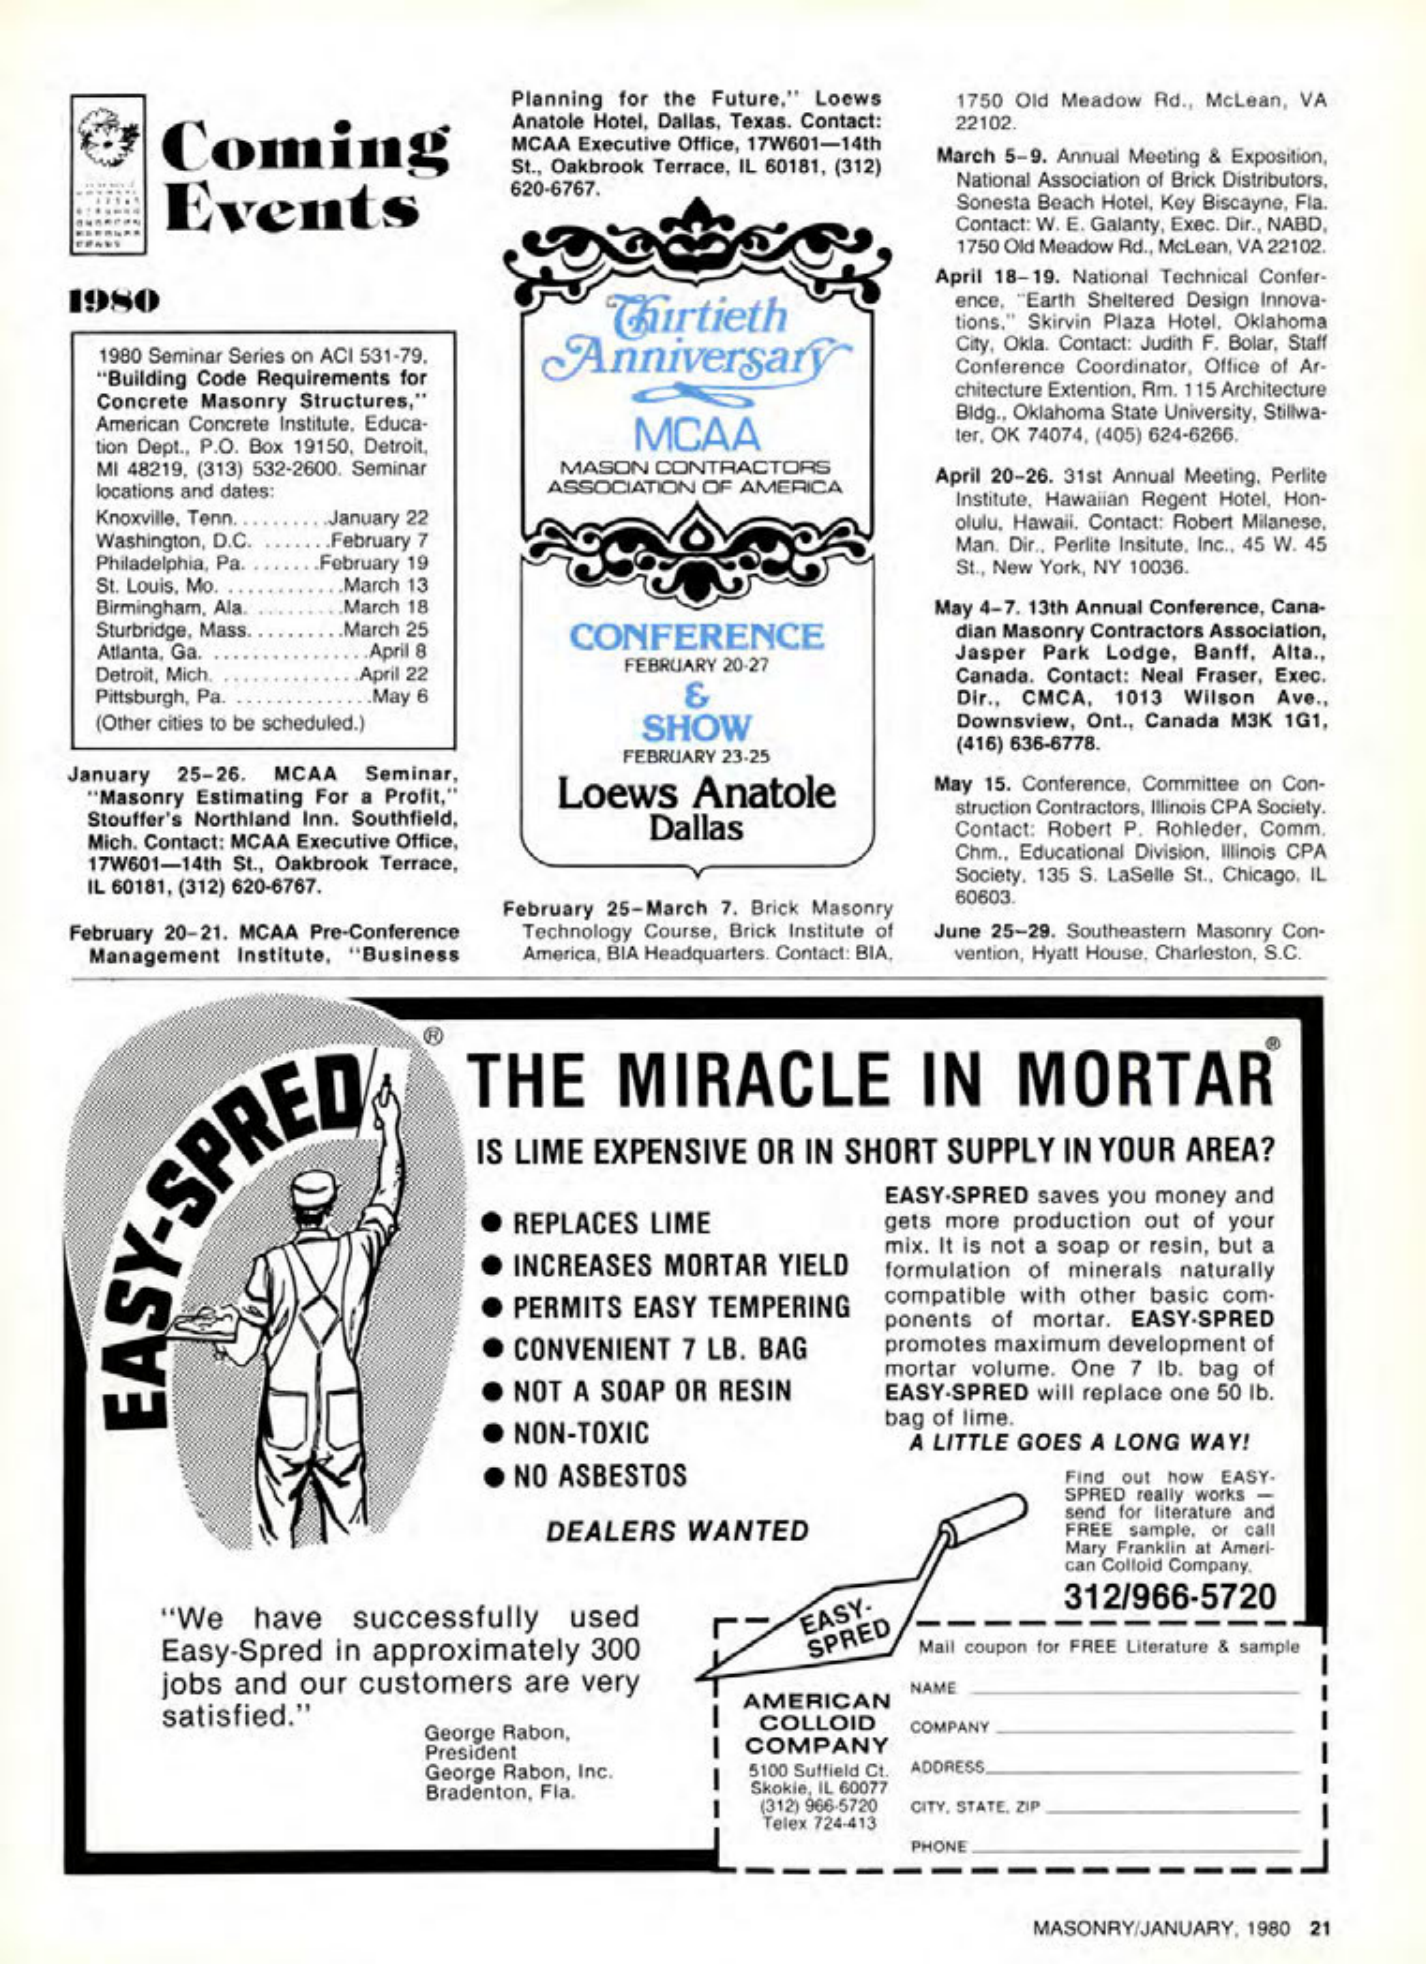 Coming
Events
1980
1980 Seminar Series on ACI 531-79,
"Building Code Requirements for
Concrete Masonry Structures,"
American Concrete Institute, Educa-
tion Dept., P.O. Box 19150, Detroit,
MI 48219, (313) 532-2600. Seminar
locations and dates:
Knoxville, Tenn. . . . . . . . . .January 22
Washington, D.C. . . . . . . .February 7
Philadelphia, Pa. . . . . . . .February 19
St. Louis, Mo. . . . . . . . . . . . .March 13
Birmingham, Ala. . . . . . . . . .March 18
Sturbridge, Mass. . . . . . . . . .March 25
Atlanta, Ga. . . . . . . . . . . . . . . . .April 8
Detroit, Mich. . . . . . . . . . . . . . .April 22
Pittsburgh, Pa. . . . . . . . . . . . . . .May 6
(Other cities to be scheduled.)
January 25–26. MCAA Seminar,
"Masonry Estimating For a Profit,"
Stouffer's Northland Inn. Southfield,
Mich. Contact: MCAA Executive Office,
17W601—14th St., Oakbrook Terrace,
IL 60181, (312) 620-6767.
February 20–21. MCAA Pre-Conference
Management Institute, "Business
Planning for the Future," Loews
Anatole Hotel, Dallas, Texas. Contact:
MCAA Executive Office, 17W601—14th
St., Oakbrook Terrace, IL 60181, (312)
620-6767.
Thirtieth
Anniversary
MCAA
MASON CONTRACTORS
ASSOCIATION OF AMERICA
CONFERENCE
FEBRUARY 20-27
&
SHOW
FEBRUARY 23-25
Loews Anatole
Dallas
February 25–March 7. Brick Masonry
Technology Course, Brick Institute of
America, BIA Headquarters. Contact: BIA,
1750 Old Meadow Rd., McLean, VA
22102.
March 5–9. Annual Meeting & Exposition,
National Association of Brick Distributors,
Sonesta Beach Hotel, Key Biscayne, Fla.
Contact: W. E. Galanty, Exec. Dir., NABD,
1750 Old Meadow Rd., McLean, VA 22102.
April 18–19. National Technical Confer-
ence, "Earth Sheltered Design Innova-
tions," Skirvin Plaza Hotel, Oklahoma
City, Okla. Contact: Judith F. Bolar, Staff
Conference Coordinator, Office of Ar-
chitecture Extention, Rm. 115 Architecture
Bldg., Oklahoma State University, Stillwa-
ter, OK 74074, (405) 624-6266.
April 20–26. 31st Annual Meeting, Perlite
Institute, Hawaiian Regent Hotel, Hon-
olulu, Hawaii. Contact: Robert Milanese,
Man. Dir., Perlite Insitute, Inc., 45 W. 45
St., New York, NY 10036.
May 4–7. 13th Annual Conference, Cana-
dian Masonry Contractors Association,
Jasper Park Lodge, Banff, Alta.,
Canada. Contact: Neal Fraser, Exec.
Dir., CMCA, 1013 Wilson Ave.,
Downsview, Ont., Canada M3K 1G1,
(416) 636-6778.
May 15. Conference, Committee on Con-
struction Contractors, Illinois CPA Society.
Contact: Robert P. Rohleder, Comm.
Chm., Educational Division, Illinois CPA
Society, 135 S. LaSelle St., Chicago, IL
60603.
June 25–29. Southeastern Masonry Con-
vention, Hyatt House, Charleston, S.C.
EASY-SPRED®
THE MIRACLE IN MORTAR®
IS LIME EXPENSIVE OR IN SHORT SUPPLY IN YOUR AREA?
● REPLACES LIME
● INCREASES MORTAR YIELD
● PERMITS EASY TEMPERING
● CONVENIENT 7 LB. BAG
● NOT A SOAP OR RESIN
● NON-TOXIC
● NO ASBESTOS
DEALERS WANTED
EASY-SPRED saves you money and
gets more production out of your
mix. It is not a soap or resin, but a
formulation of minerals naturally
compatible with other basic com-
ponents of mortar. EASY-SPRED
promotes maximum development of
mortar volume. One 7 lb. bag of
EASY-SPRED will replace one 50 lb.
bag of lime.
A LITTLE GOES A LONG WAY!
Find out how EASY-
SPRED really works —
send for literature and
FREE sample, or call
Mary Franklin at Ameri-
can Colloid Company.
312/966-5720
"We have successfully used
Easy-Spred in approximately 300
jobs and our customers are very
satisfied."
George Rabon,
President
George Rabon, Inc.
Bradenton, Fla.
EASY-
SPRED
AMERICAN
COLLOID
COMPANY
5100 Suffield Ct.
Skokie, IL 60077
(312) 966-5720
Telex 724-413
Mail coupon for FREE Literature & sample
NAME
COMPANY
ADDRESS
CITY, STATE, ZIP
PHONE
MASONRY/JANUARY, 1980 21